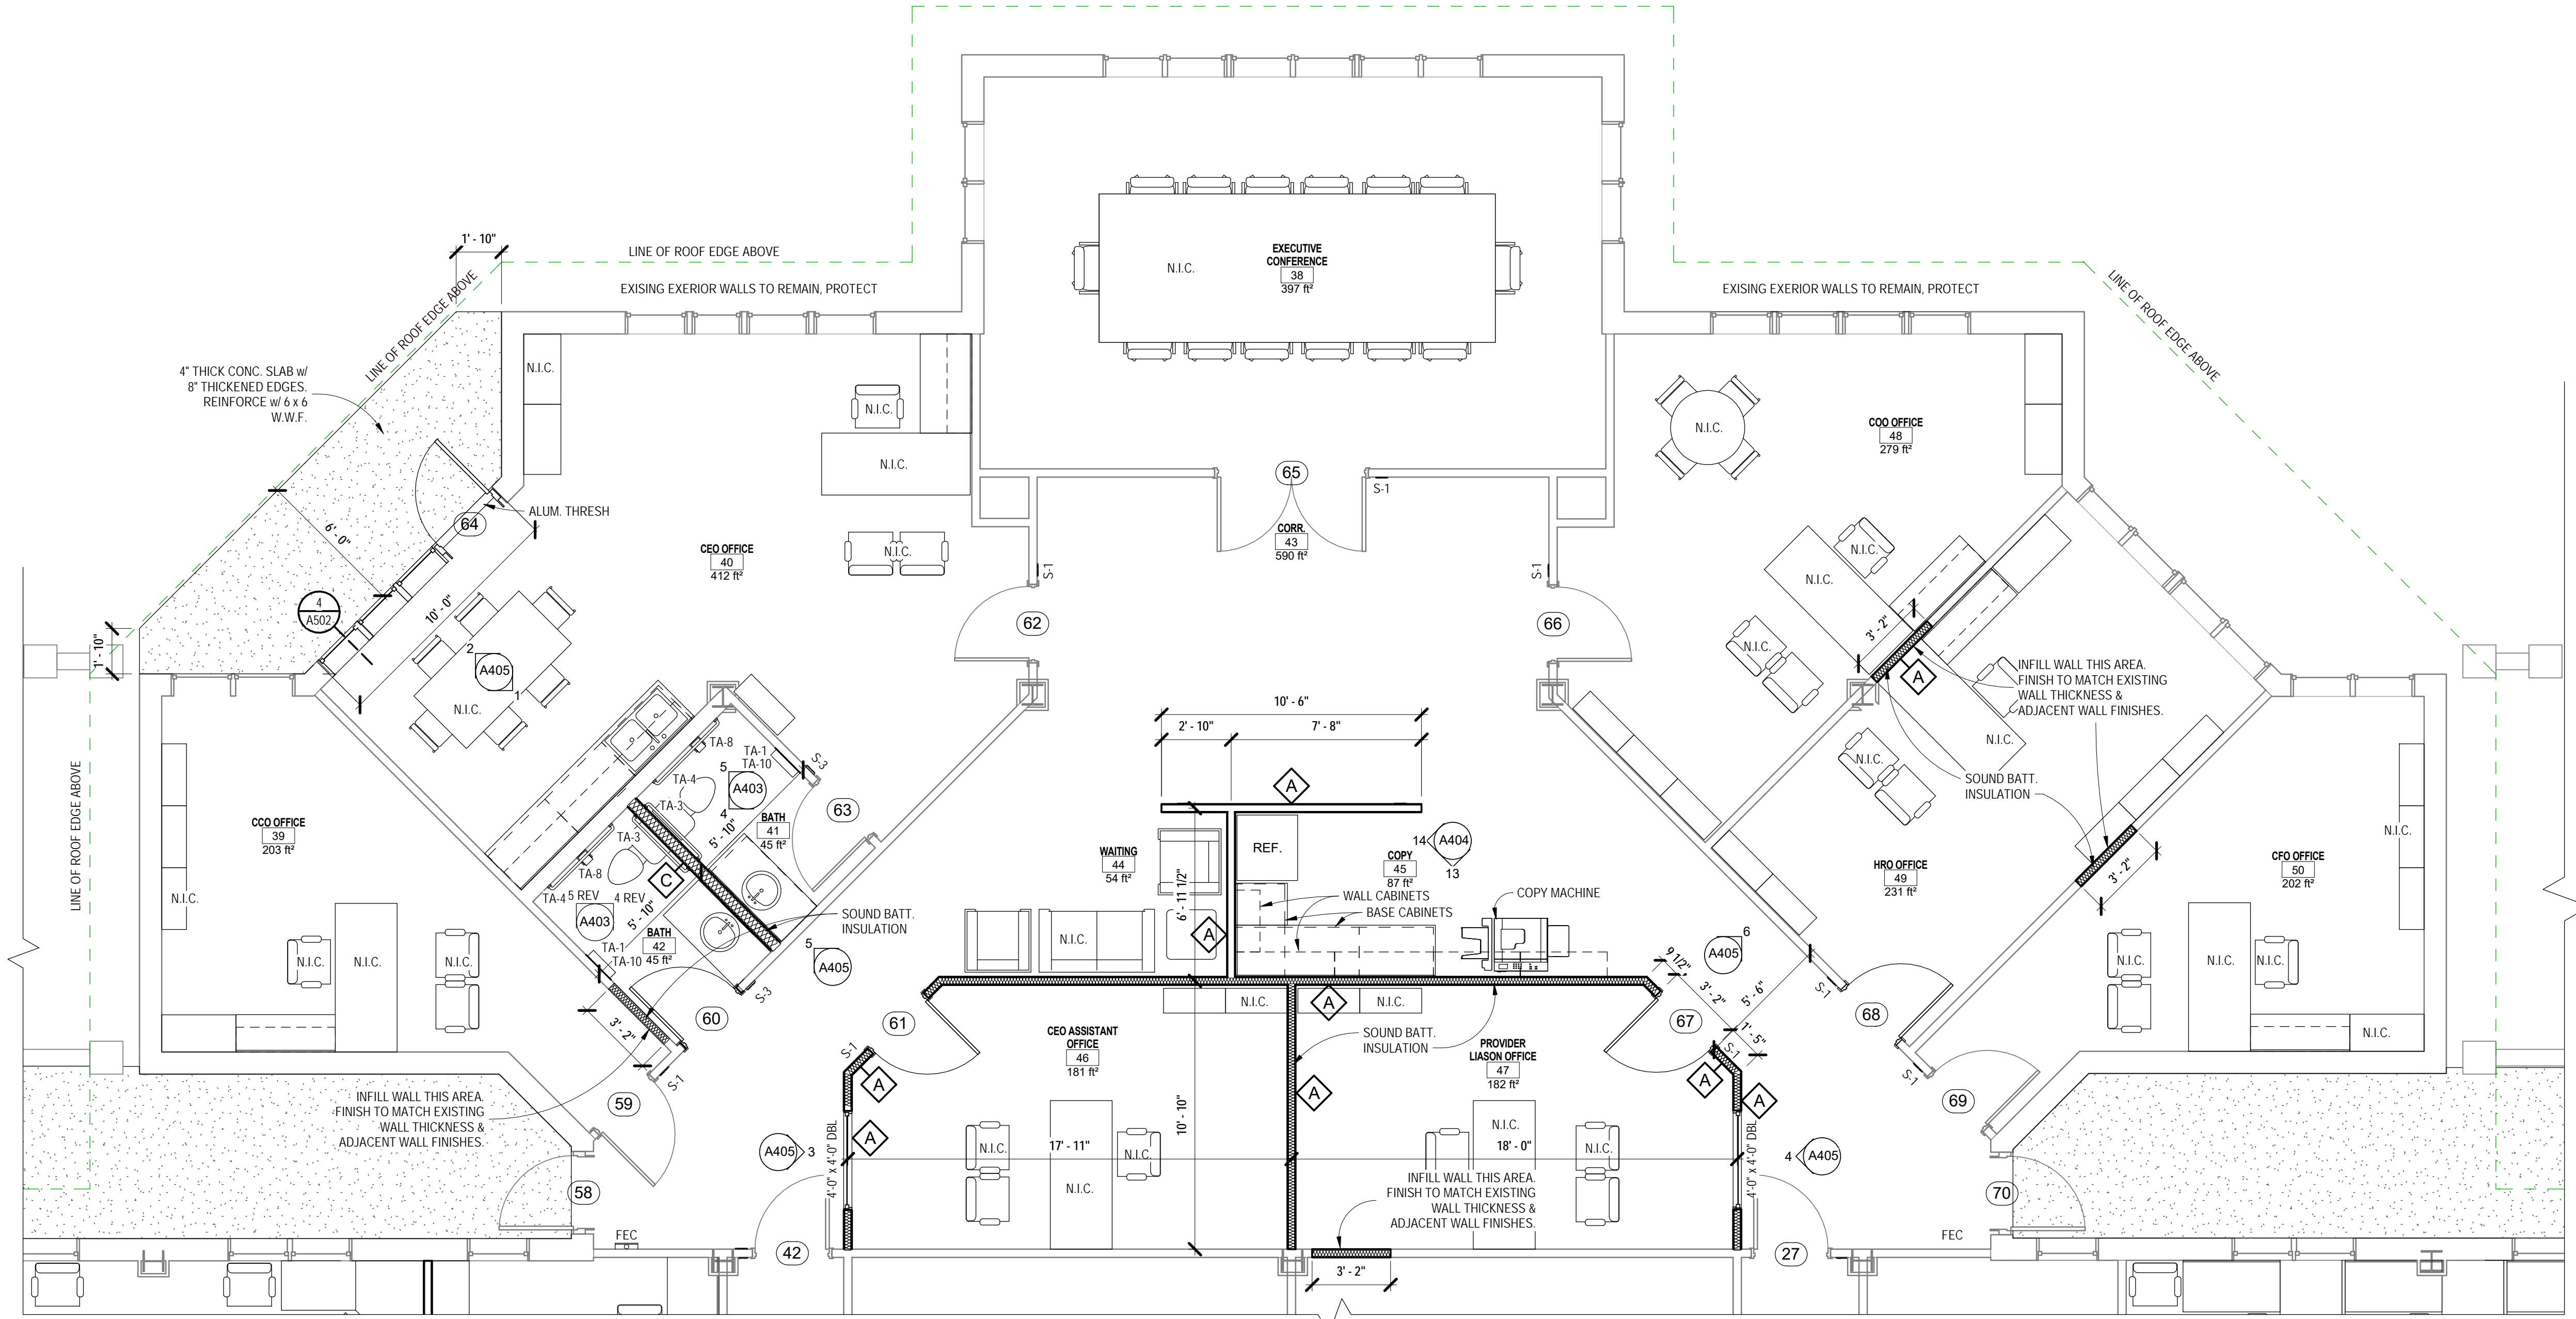 1' - 10"
LINE OF ROOF EDGE ABOVE
EXISING EXERIOR WALLS TO REMAIN, PROTECT
LINE OF ROOF EDGE ABOVE
4" THICK CONC. SLAB w/
8" THICKENED EDGES.
REINFORCE w/ 6 x 6
W.W.F.
N.I.C.
EXECUTIVE
CONFERENCE
38
397 ft²
N.I.C.
EXISING EXERIOR WALLS TO REMAIN, PROTECT
LINE OF ROOF EDGE ABOVE
N.I.C.
N.I.C.
N.I.C.
COO OFFICE
48
279 ft²
65
S-1
64
ALUM. THRESH
6' - 0"
CEO OFFICE
40
412 ft²
N.I.C.
CORR.
43
590 ft²
S-1
S-1
N.I.C.
N.I.C.
4
A502
10' - 0"
1' - 10"
62
66
3' - 2"
N.I.C.
2
A405
1
N.I.C.
A
INFILL WALL THIS AREA.
FINISH TO MATCH EXISTING
WALL THICKNESS &
ADJACENT WALL FINISHES.
10' - 6"
2' - 10"
7' - 8"
N.I.C.
N.I.C.
SOUND BATT.
INSULATION
TA-8
TA-1
TA-10
S-3
5
A403
4
TA-4
TA-3
BATH
41
45 ft²
63
5' - 10"
A
LINE OF ROOF EDGE ABOVE
CCO OFFICE
39
203 ft²
N.I.C.
TA-3
TA-8
C
TA-4
5 REV
4 REV
A403
5' - 10"
BATH
42
45 ft²
TA-1
TA-10
SOUND BATT.
INSULATION
5
A405
S-3
WAITING
44
54 ft²
6' - 11 1/2"
REF.
COPY
45
87 ft²
14
A404
13
WALL CABINETS
BASE CABINETS
COPY MACHINE
A
N.I.C.
HRO OFFICE
49
231 ft²
3' - 2"
CFO OFFICE
50
202 ft²
N.I.C.
N.I.C.
N.I.C.
N.I.C.
6
A405
9 1/2"
3' - 2"
5' - 6"
1' - 5"
S-1
68
N.I.C.
N.I.C.
N.I.C.
N.I.C.
60
3' - 2"
S-1
59
61
S-1
A
A
CEO ASSISTANT
OFFICE
46
181 ft²
N.I.C.
A
N.I.C.
SOUND BATT.
INSULATION
A
PROVIDER
LIASON OFFICE
47
182 ft²
67
S-1
A
A
S-1
69
INFILL WALL THIS AREA.
FINISH TO MATCH EXISTING
WALL THICKNESS &
ADJACENT WALL FINISHES.
A405
3
4'-0" x 4'-0" DBL
N.I.C.
17' - 11"
N.I.C.
N.I.C.
10' - 10"
N.I.C.
18' - 0"
N.I.C.
INFILL WALL THIS AREA.
FINISH TO MATCH EXISTING
WALL THICKNESS &
ADJACENT WALL FINISHES.
4'-0" x 4'-0" DBL
4
A405
58
70
FEC
42
3' - 2"
27
FEC